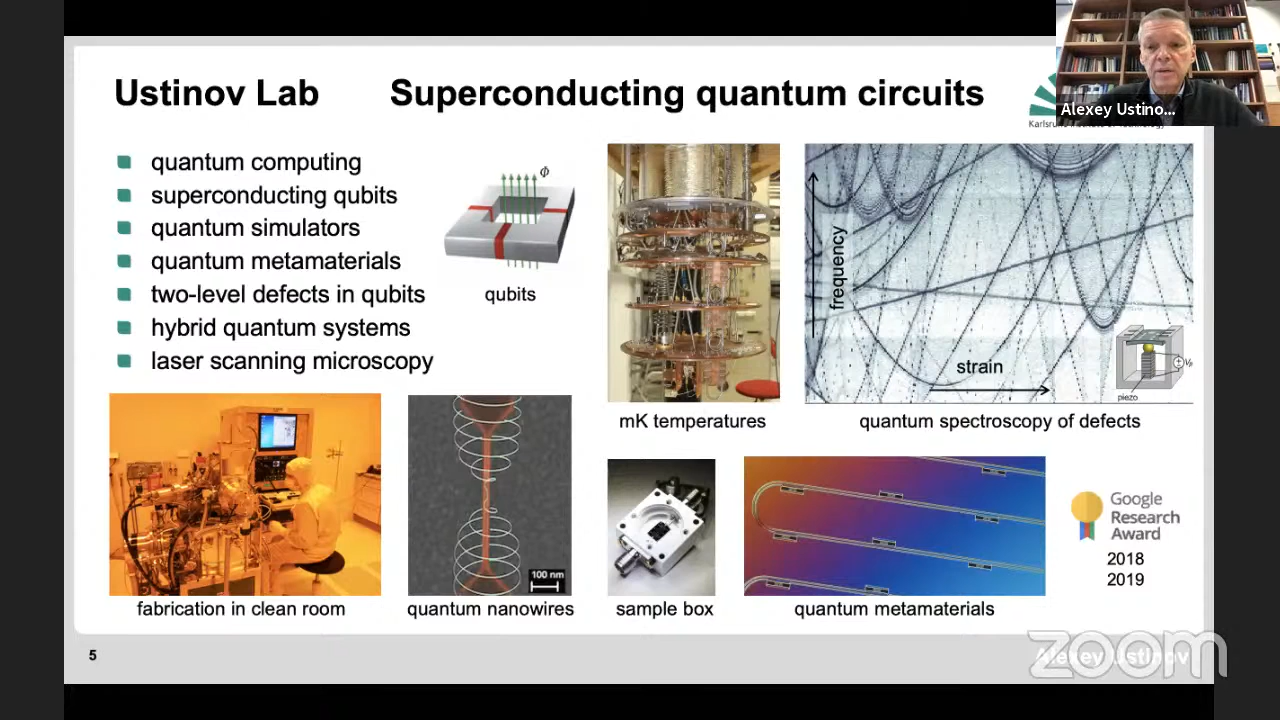 Ustinov Lab
Superconducting quantum circuits
Alexey Ustino...
quantum computing
superconducting qubits
quantum simulators
quantum metamaterials
two-level defects in qubits
hybrid quantum systems
laser scanning microscopy
Φ
qubits
mK temperatures
frequency
strain
piezo
quantum spectroscopy of defects
fabrication in clean room
100 nm
quantum nanowires
sample box
quantum metamaterials
Google
Research
Award
2018
2019
5
Alexey Ustinov
zoom